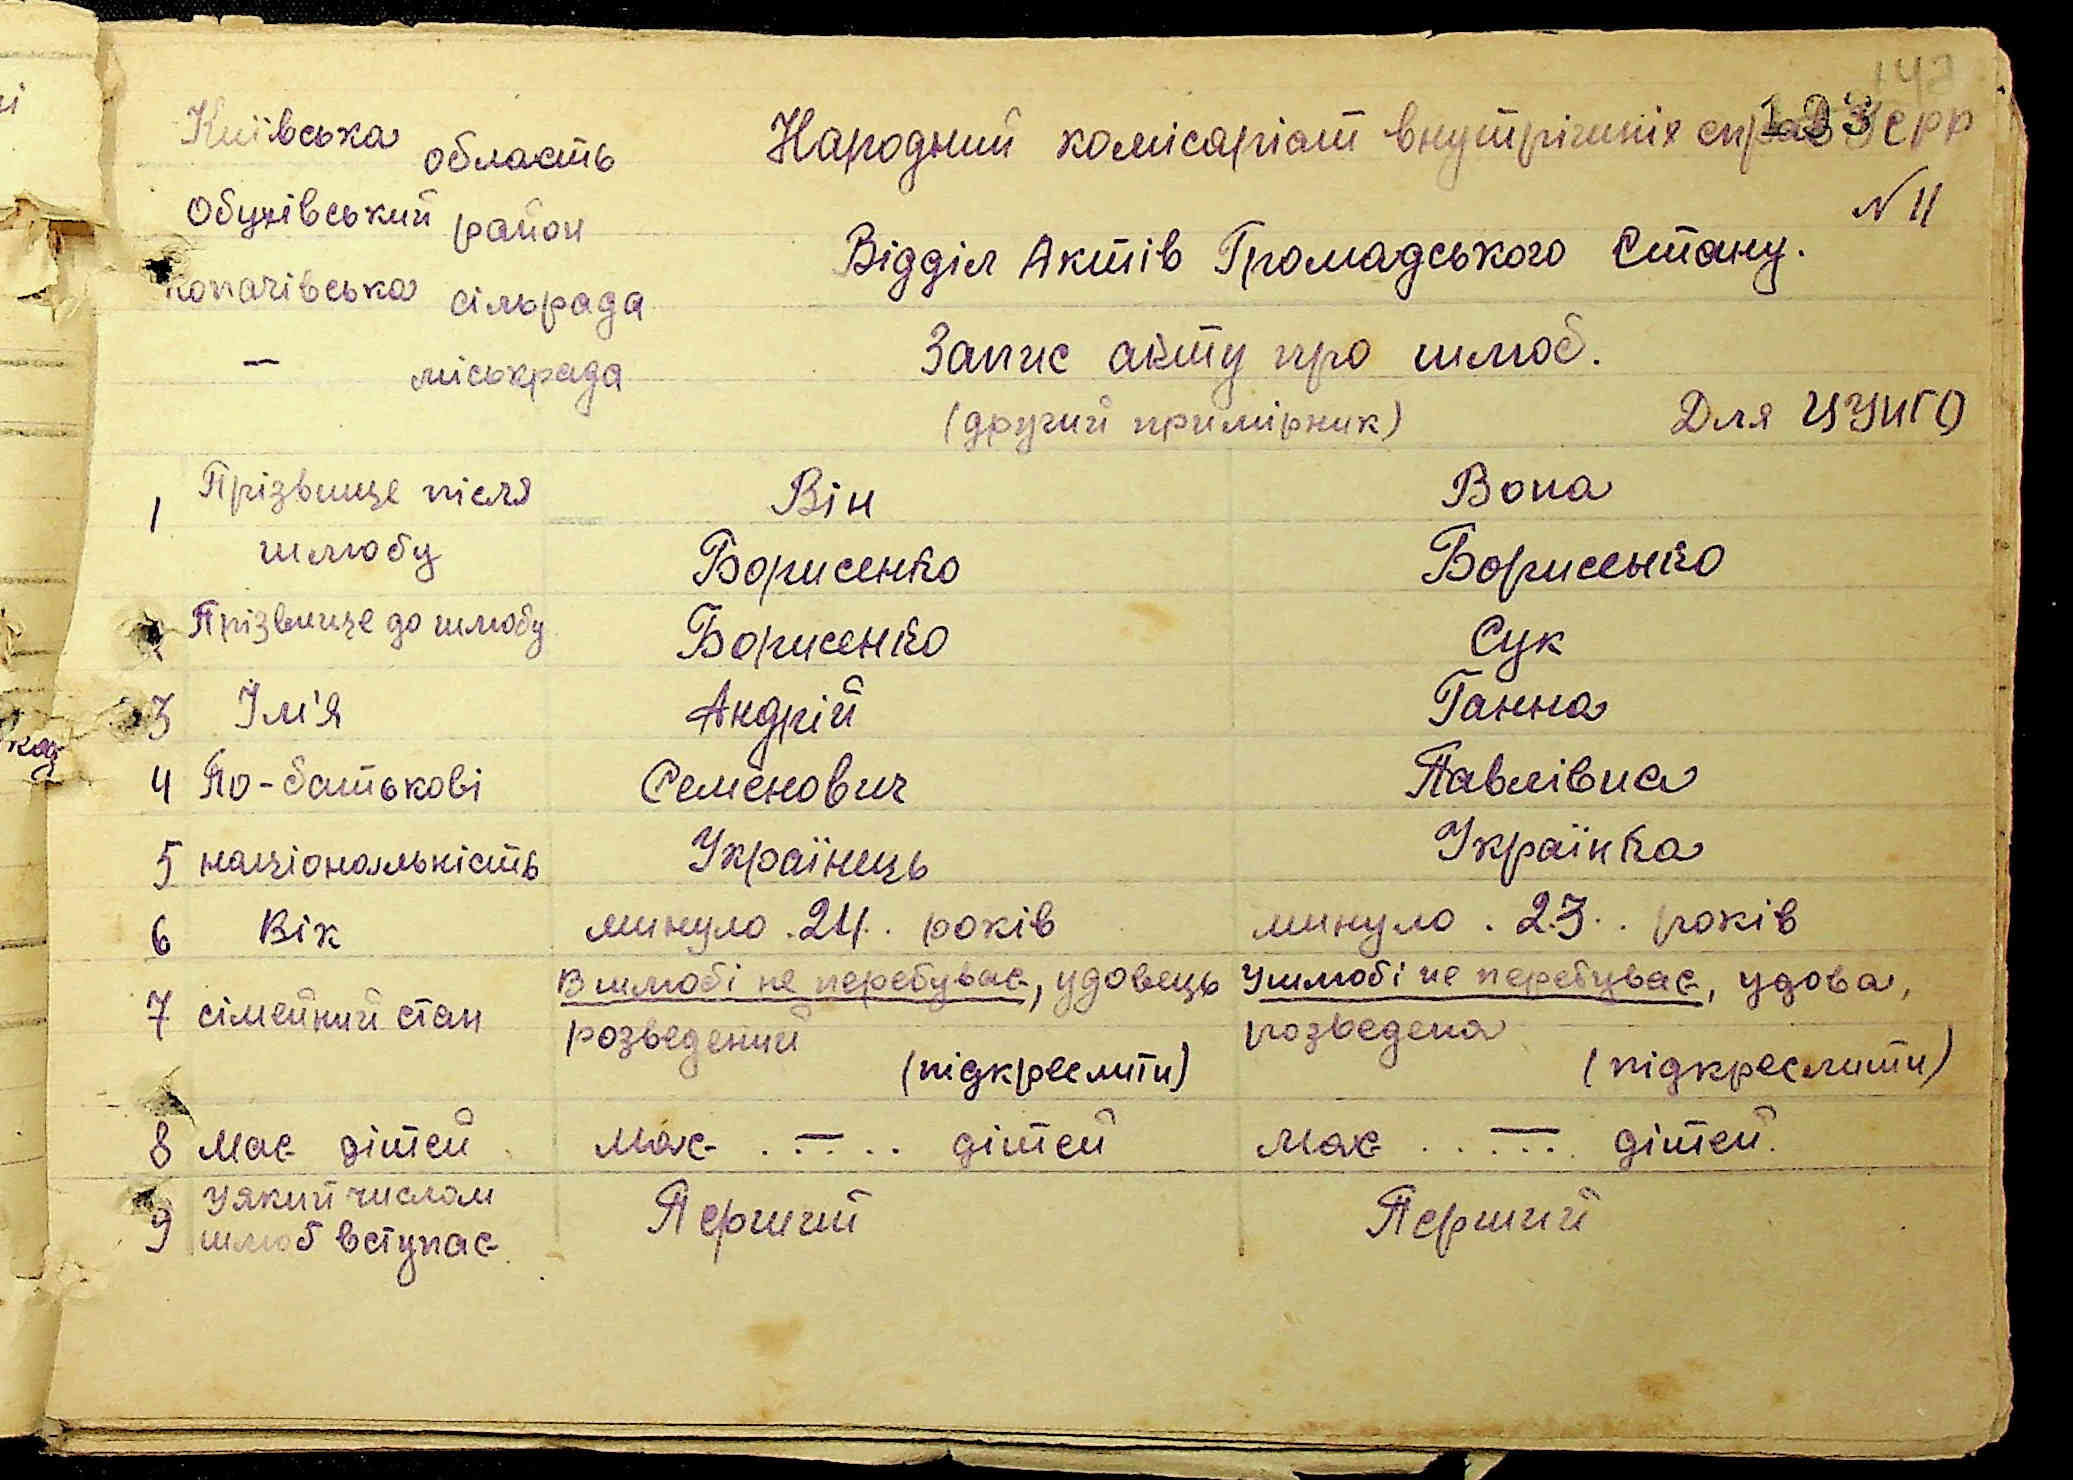 147
123
Київська область
Обухівський район
Копачівська сільрада
— міськрада
Народний комісаріат внутрішніх справ УСРР
№ 11
Відділ Актів Громадського Стану.
Запис акту про шлюб.
(другий примірник) Для ЦУНГО
1 Прізвище після шлюбу Він Вона
Борисенко Борисенко
2 Прізвище до шлюбу Борисенко Сук
3 Ім'я Андрій Ганна
4 По-батькові Семенович Павлівна
5 національність Українець Українка
6 Вік минуло .24. . років минуло . 23. . років
7 сімейний стан В шлюбі не перебуває, удовець розведений (підкреслити) У шлюбі не перебуває, удова, розведена (підкреслити)
8 має дітей має . . — . . дітей має . . — . . . дітей.
9 У який числом шлюб вступає Перший Перший